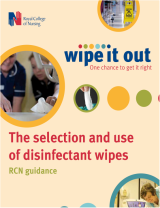 Royal College
of Nursing
wipe it out
One chance to get it right
The selection and use
of disinfectant wipes
RCN guidance